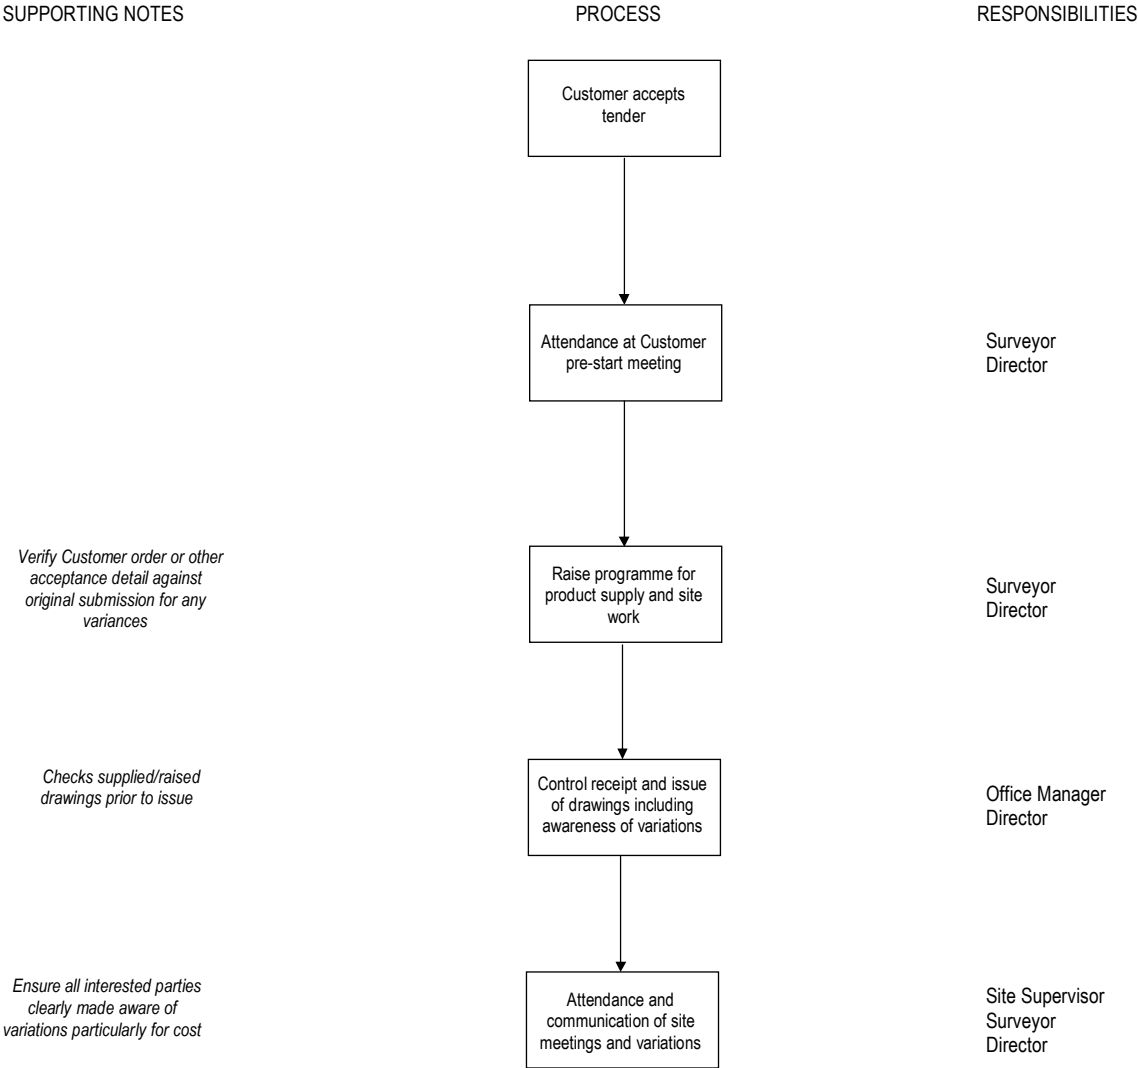 SUPPORTING NOTES
PROCESS
RESPONSIBILITIES
Customer accepts
tender
Attendance at Customer
pre-start meeting
Surveyor
Director
Verify Customer order or other
acceptance detail against
original submission for any
variances
Raise programme for
product supply and site
work
Surveyor
Director
Checks supplied/raised
drawings prior to issue
Control receipt and issue
of drawings including
awareness of variations
Office Manager
Director
Ensure all interested parties
clearly made aware of
variations particularly for cost
Attendance and
communication of site
meetings and variations
Site Supervisor
Surveyor
Director